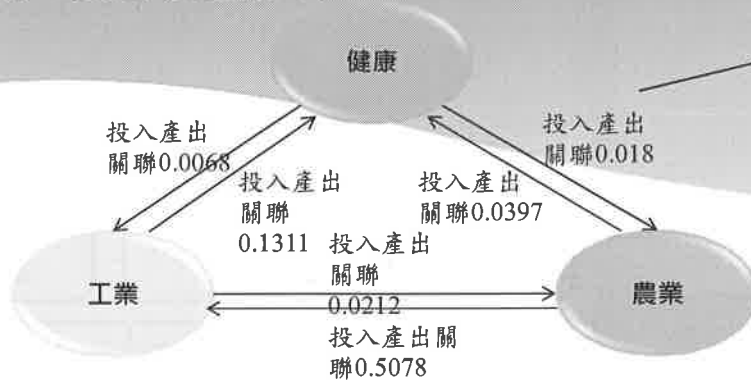 健康
投入產出
關聯0.0068
投入產出
關聯0.018
投入產出
關聯
0.1311
投入產出
關聯0.0397
投入產出
關聯
0.0212
工業
農業
投入產出關
聯0.5078